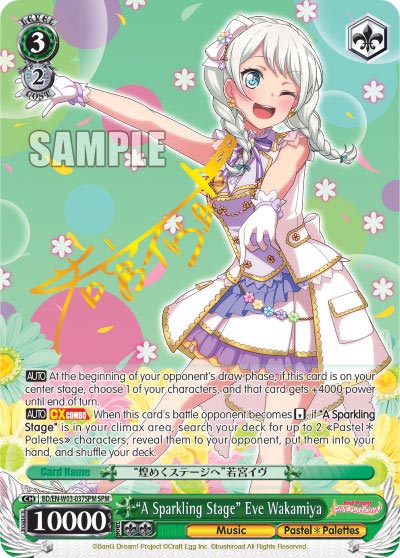 LEVEL
3
2
COST
SAMPLE
若宮イヴ
AUTO At the beginning of your opponent's draw phase, if this card is on your
center stage, choose 1 of your characters, and that card gets +4000 power
until end of turn.
AUTO CX COMBO When this card's battle opponent becomes , if "A Sparkling
Stage" is in your climax area, search your deck for up to 2 «Pastel*
Palettes» characters, reveal them to your opponent, put them into your
hand, and shuffle your deck.
Card Name
"煌めくステージへ"若宮イヴ
CH BD/EN-W03-037SPM SPM
"A Sparkling Stage" Eve Wakamiya
POWER 10000
Music
Pastel*Palettes
©BanG Dream! Project ©Craft Egg Inc. ©bushiroad All Rights Reserved.